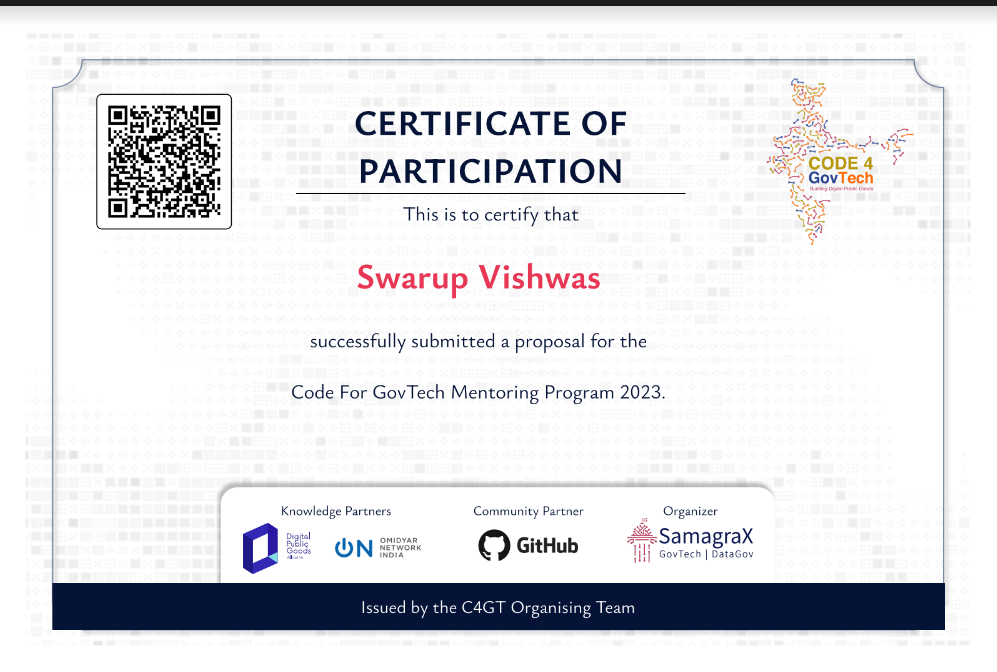 CERTIFICATE OF
PARTICIPATION
CODE 4
GovTech
Building Digital Public Goods
This is to certify that
Swarup Vishwas
successfully submitted a proposal for the
Code For GovTech Mentoring Program 2023.
Knowledge Partners
Community Partner
Organizer
Digital
Public
Goods
Alliance
ON
OMIDYAR
NETWORK
INDIA
GitHub
SamagraX
GovTech | DataGov
Issued by the C4GT Organising Team